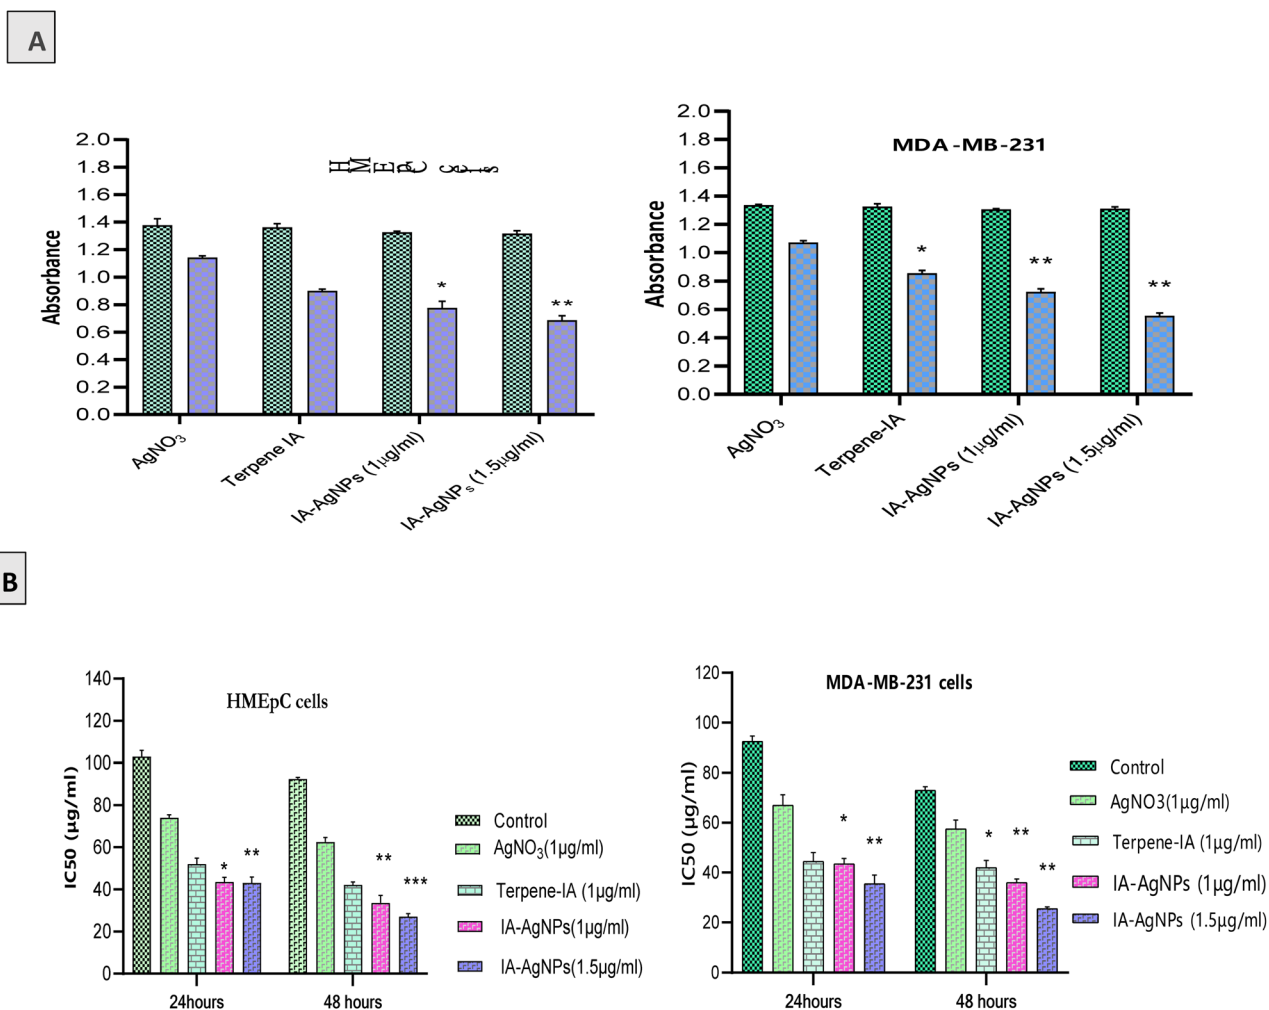 A
HMEpC cells
Absorbance
2.0
1.8
1.6
1.4
1.2
1.0
0.8
0.6
0.4
0.2
0.0
*
**
AgNO3
Terpene IA
IA-AgNPs (1µg/ml)
IA-AgNPs (1.5µg/ml)
MDA-MB-231
Absorbance
2.0
1.8
1.6
1.4
1.2
1.0
0.8
0.6
0.4
0.2
0.0
*
**
**
AgNO3
Terpene-IA
IA-AgNPs (1µg/ml)
IA-AgNPs (1.5µg/ml)
B
HMEpC cells
IC50 (µg/ml)
140
120
100
80
60
40
20
0
*
**
**
***
24hours
48 hours
Control
AgNO3(1µg/ml)
Terpene-IA (1µg/ml)
IA-AgNPs(1µg/ml)
IA-AgNPs(1.5µg/ml)
MDA-MB-231 cells
IC50 (µg/ml)
120
100
80
60
40
20
0
*
**
*
**
**
24hours
48 hours
Control
AgNO3(1µg/ml)
Terpene-IA (1µg/ml)
IA-AgNPs (1µg/ml)
IA-AgNPs (1.5µg/ml)